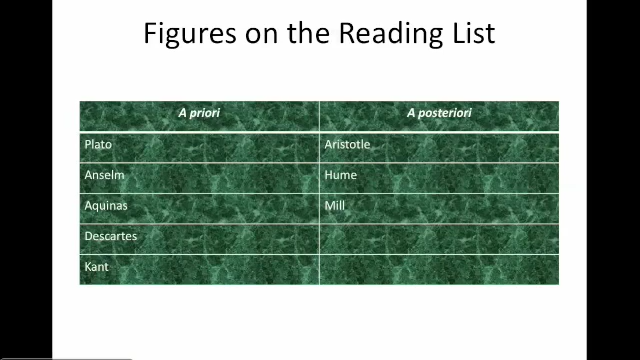 Figures on the Reading List
A priori A posteriori
Plato Aristotle
Anselm Hume
Aquinas Mill
Descartes
Kant